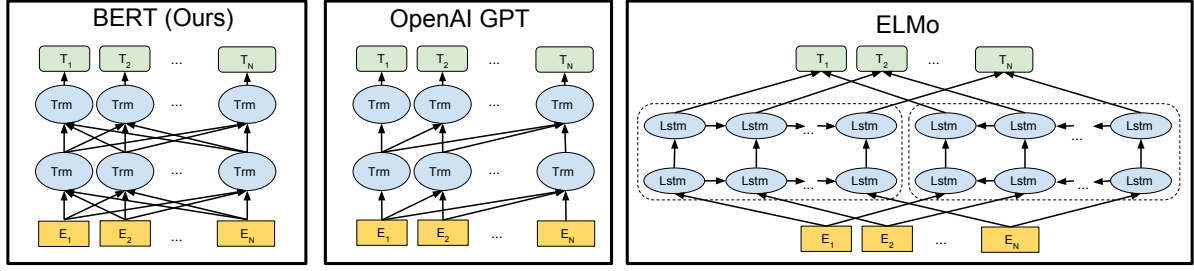 BERT (Ours)
T1 T2 ... TN
Trm Trm ... Trm
Trm Trm ... Trm
E1 E2 ... EN
OpenAI GPT
T1 T2 ... TN
Trm Trm ... Trm
Trm Trm ... Trm
E1 E2 ... EN
ELMo
T1 T2 ... TN
Lstm Lstm ... Lstm Lstm Lstm ... Lstm
Lstm Lstm ... Lstm Lstm Lstm ... Lstm
E1 E2 ... EN